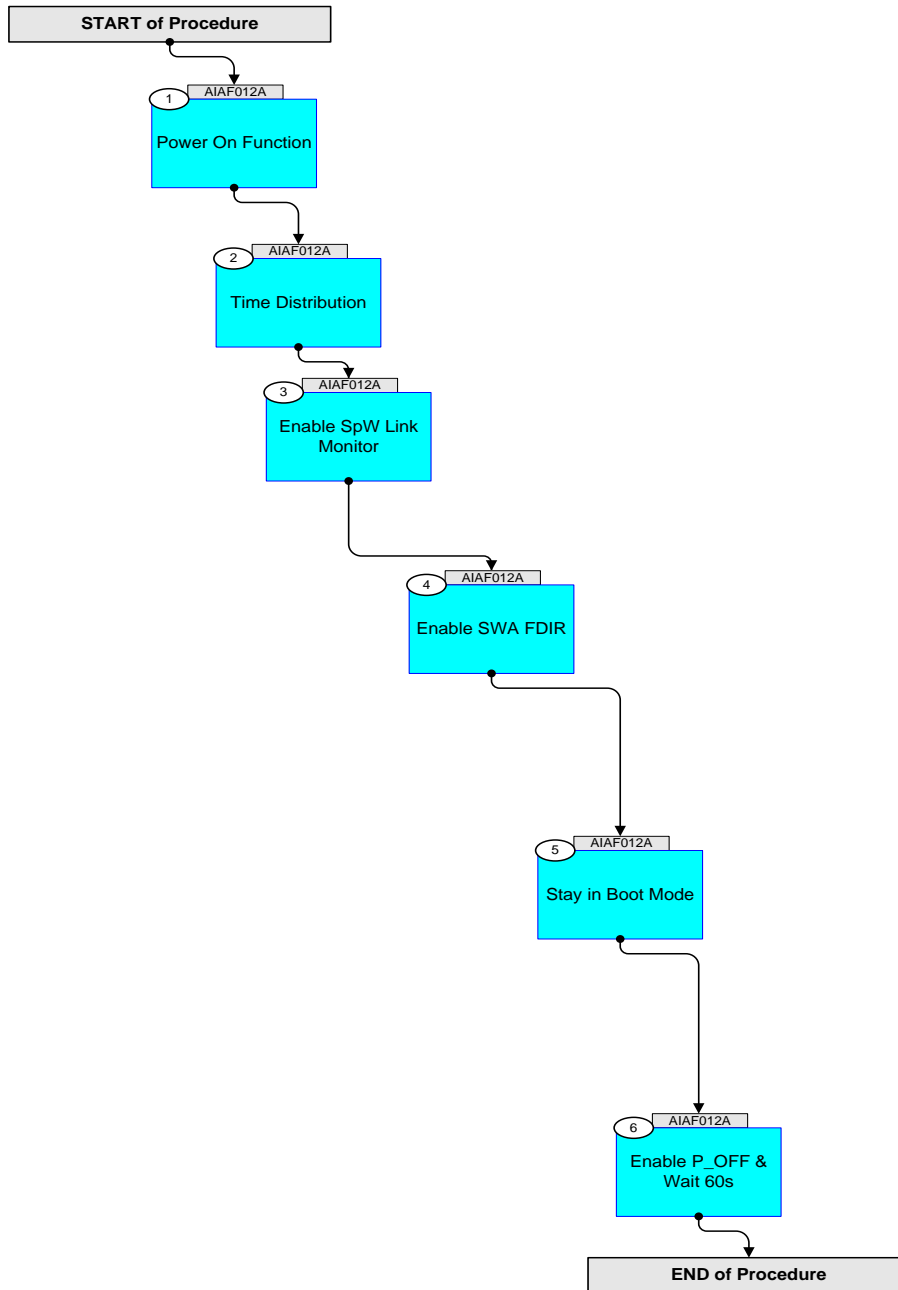 START of Procedure
AIAF012A
1
Power On Function
AIAF012A
2
Time Distribution
AIAF012A
3
Enable SpW Link
Monitor
AIAF012A
4
Enable SWA FDIR
AIAF012A
5
Stay in Boot Mode
AIAF012A
6
Enable P_OFF &
Wait 60s
END of Procedure